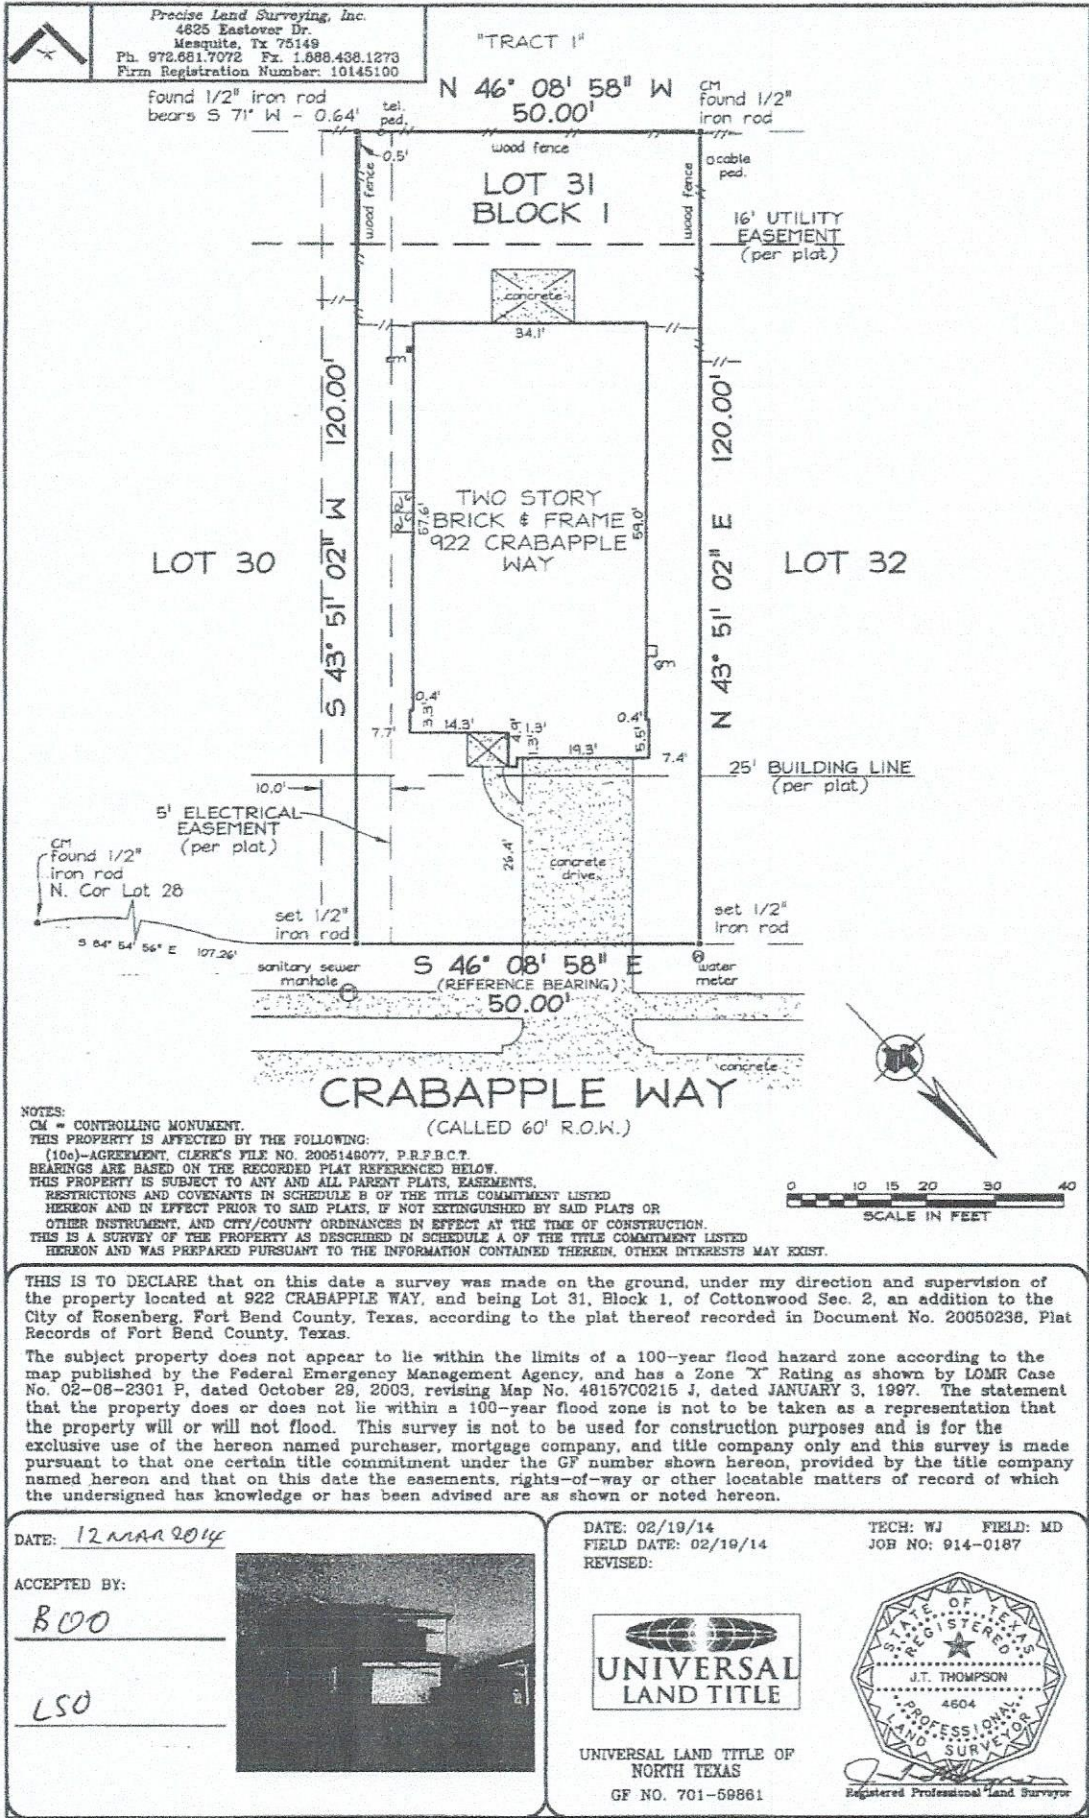 Precise Land Surveying, Inc.
4625 Eastover Dr.
Mesquite, Tx 75149
Ph. 972.681.7072 Fx. 1.888.438.1273
Firm Registration Number: 10145100
"TRACT 1"
N 46° 08' 58" W
50.00'
found 1/2" iron rod
bears S 71° W - 0.64'
tel.
ped.
CM
found 1/2"
iron rod
0.5'
wood fence
wood fence
wood fence
cable
ped.
LOT 31
BLOCK 1
16' UTILITY
EASEMENT
(per plat)
concrete
34.1'
em
S 43° 51' 02" W 120.00'
N 43° 51' 02" E 120.00'
A/C
A/C
57.6'
59.0'
TWO STORY
BRICK & FRAME
922 CRABAPPLE
WAY
LOT 30
LOT 32
gm
0.4'
3.3'
14.3'
4.9'
1.3'
1.3'
19.3'
0.4'
5.5'
7.7'
7.4'
25' BUILDING LINE
(per plat)
10.0'
5' ELECTRICAL
EASEMENT
(per plat)
26.4'
concrete
drive
CM
found 1/2"
iron rod
N. Cor Lot 28
S 84° 54' 56" E 107.26'
set 1/2"
iron rod
set 1/2"
iron rod
sanitary sewer
manhole
S 46° 08' 58" E
(REFERENCE BEARING)
50.00'
water
meter
concrete
CRABAPPLE WAY
(CALLED 60' R.O.W.)
0 10 20 30 40
SCALE IN FEET
NOTES:
CM = CONTROLLING MONUMENT.
THIS PROPERTY IS AFFECTED BY THE FOLLOWING:
(10e)-AGREEMENT, CLERK'S FILE NO. 2005149077, P.R.F.B.C.T.
BEARINGS ARE BASED ON THE RECORDED PLAT REFERENCED BELOW.
THIS PROPERTY IS SUBJECT TO ANY AND ALL PARENT PLATS, EASEMENTS,
RESTRICTIONS AND COVENANTS IN SCHEDULE B OF THE TITLE COMMITMENT LISTED
HEREON AND IN EFFECT PRIOR TO SAID PLATS, IF NOT EXTINGUISHED BY SAID PLATS OR
OTHER INSTRUMENT, AND CITY/COUNTY ORDINANCES IN EFFECT AT THE TIME OF CONSTRUCTION.
THIS IS A SURVEY OF THE PROPERTY AS DESCRIBED IN SCHEDULE A OF THE TITLE COMMITMENT LISTED
HEREON AND WAS PREPARED PURSUANT TO THE INFORMATION CONTAINED THEREIN, OTHER INTERESTS MAY EXIST.
THIS IS TO DECLARE that on this date a survey was made on the ground, under my direction and supervision of
the property located at 922 CRABAPPLE WAY, and being Lot 31, Block 1, of Cottonwood Sec. 2, an addition to the
City of Rosenberg, Fort Bend County, Texas, according to the plat thereof recorded in Document No. 20050238, Plat
Records of Fort Bend County, Texas.
The subject property does not appear to lie within the limits of a 100-year flood hazard zone according to the
map published by the Federal Emergency Management Agency, and has a Zone "X" Rating as shown by LOMR Case
No. 02-06-2301 P, dated October 29, 2003, revising Map No. 48157C0215 J, dated JANUARY 3, 1997. The statement
that the property does or does not lie within a 100-year flood zone is not to be taken as a representation that
the property will or will not flood. This survey is not to be used for construction purposes and is for the
exclusive use of the hereon named purchaser, mortgage company, and title company only and this survey is made
pursuant to that one certain title commitment under the GF number shown hereon, provided by the title company
named hereon and that on this date the easements, rights-of-way or other locatable matters of record of which
the undersigned has knowledge or has been advised are as shown or noted hereon.
DATE: 12 MAR 2014
ACCEPTED BY:
BOO
LSO
DATE: 02/19/14
FIELD DATE: 02/19/14
REVISED:
TECH: WJ FIELD: MD
JOB NO: 914-0187
UNIVERSAL
LAND TITLE
UNIVERSAL LAND TITLE OF
NORTH TEXAS
GF NO. 701-59861
STATE OF TEXAS
REGISTERED
J.T. THOMPSON
4604
PROFESSIONAL
LAND SURVEYOR
Registered Professional Land Surveyor